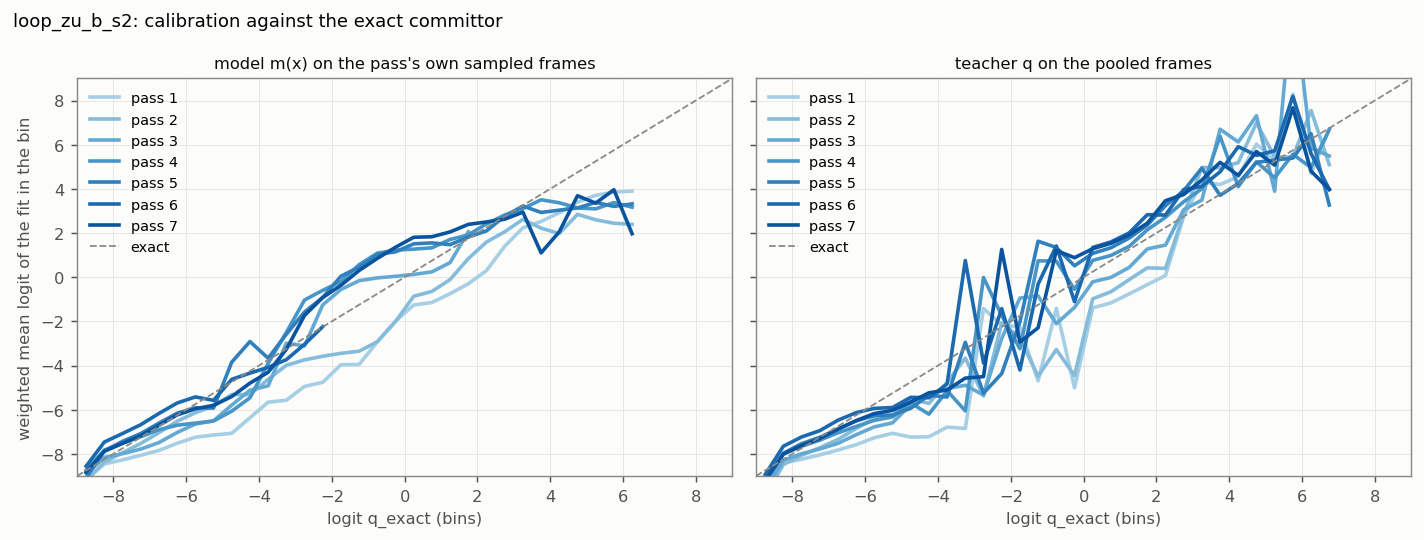 loop_zu_b_s2: calibration against the exact committor
model m(x) on the pass's own sampled frames
teacher q on the pooled frames
weighted mean logit of the fit in the bin
8
6
4
2
0
−2
−4
−6
−8
pass 1
pass 2
pass 3
pass 4
pass 5
pass 6
pass 7
exact
−8 −6 −4 −2 0 2 4 6 8
logit q_exact (bins)
pass 1
pass 2
pass 3
pass 4
pass 5
pass 6
pass 7
exact
−8 −6 −4 −2 0 2 4 6 8
logit q_exact (bins)